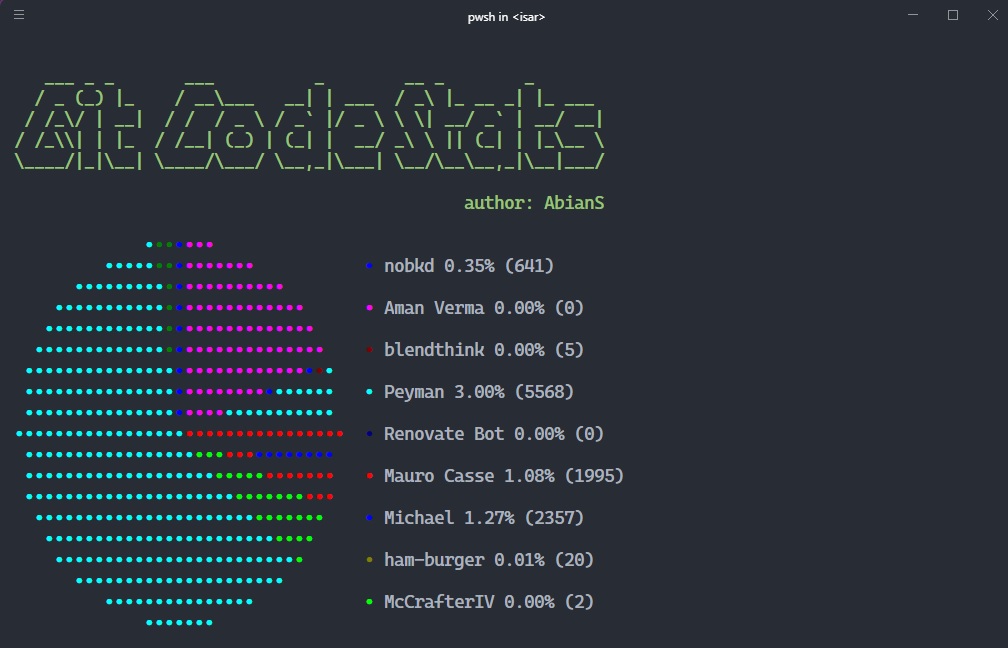 pwsh in <isar>
Git CodeStats
author: AbianS
nobkd 0.35% (641)
Aman Verma 0.00% (0)
blendthink 0.00% (5)
Peyman 3.00% (5568)
Renovate Bot 0.00% (0)
Mauro Casse 1.08% (1995)
Michael 1.27% (2357)
ham-burger 0.01% (20)
McCrafterIV 0.00% (2)